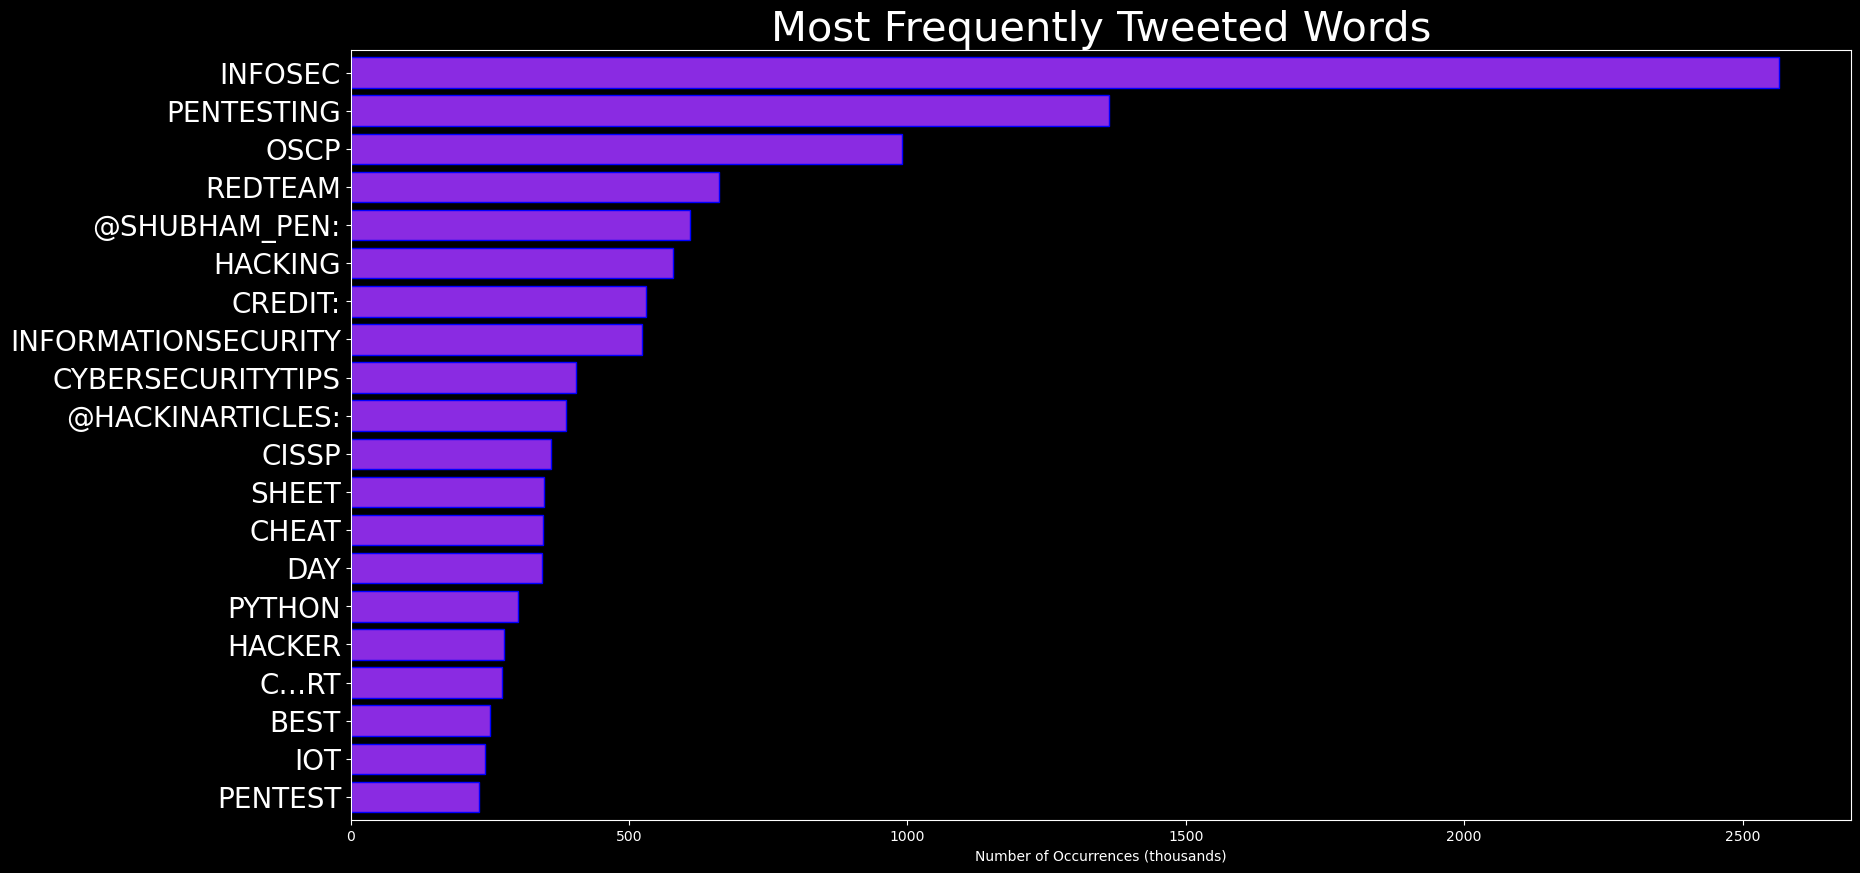 Most Frequently Tweeted Words
INFOSEC
PENTESTING
OSCP
REDTEAM
@SHUBHAM_PEN:
HACKING
CREDIT:
INFORMATIONSECURITY
CYBERSECURITYTIPS
@HACKINARTICLES:
CISSP
SHEET
CHEAT
DAY
PYTHON
HACKER
C…RT
BEST
IOT
PENTEST
0 500 1000 1500 2000 2500
Number of Occurrences (thousands)